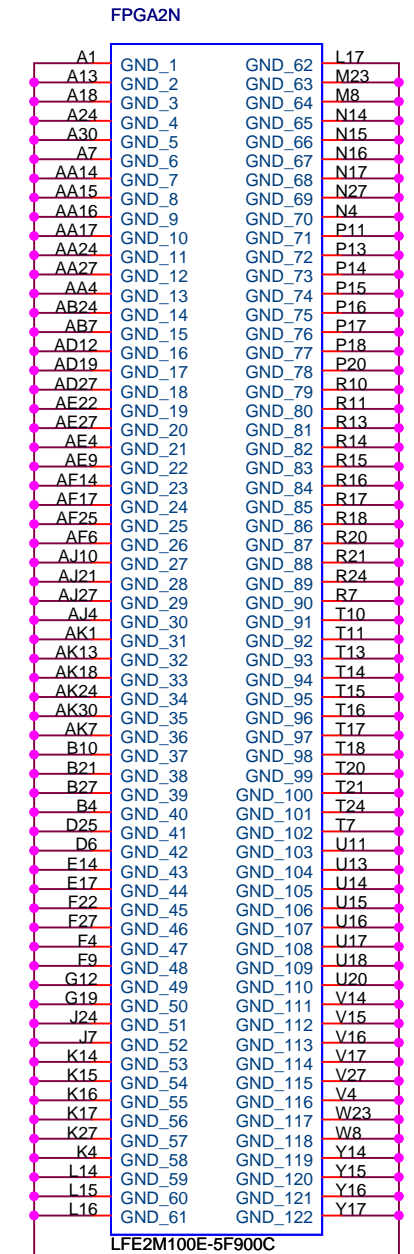 FPGA2N
A1 GND_1 GND_62 L17
A13 GND_2 GND_63 M23
A18 GND_3 GND_64 M8
A24 GND_4 GND_65 N14
A30 GND_5 GND_66 N15
A7 GND_6 GND_67 N16
AA14 GND_7 GND_68 N17
AA15 GND_8 GND_69 N27
AA16 GND_9 GND_70 N4
AA17 GND_10 GND_71 P11
AA24 GND_11 GND_72 P13
AA27 GND_12 GND_73 P14
AA4 GND_13 GND_74 P15
AB24 GND_14 GND_75 P16
AB7 GND_15 GND_76 P17
AD12 GND_16 GND_77 P18
AD19 GND_17 GND_78 P20
AD27 GND_18 GND_79 R10
AE22 GND_19 GND_80 R11
AE27 GND_20 GND_81 R13
AE4 GND_21 GND_82 R14
AE9 GND_22 GND_83 R15
AF14 GND_23 GND_84 R16
AF17 GND_24 GND_85 R17
AF25 GND_25 GND_86 R18
AF6 GND_26 GND_87 R20
AJ10 GND_27 GND_88 R21
AJ21 GND_28 GND_89 R24
AJ27 GND_29 GND_90 R7
AJ4 GND_30 GND_91 T10
AK1 GND_31 GND_92 T11
AK13 GND_32 GND_93 T13
AK18 GND_33 GND_94 T14
AK24 GND_34 GND_95 T15
AK30 GND_35 GND_96 T16
AK7 GND_36 GND_97 T17
B10 GND_37 GND_98 T18
B21 GND_38 GND_99 T20
B27 GND_39 GND_100 T21
B4 GND_40 GND_101 T24
D25 GND_41 GND_102 T7
D6 GND_42 GND_103 U11
E14 GND_43 GND_104 U13
E17 GND_44 GND_105 U14
F22 GND_45 GND_106 U15
F27 GND_46 GND_107 U16
F4 GND_47 GND_108 U17
F9 GND_48 GND_109 U18
G12 GND_49 GND_110 U20
G19 GND_50 GND_111 V14
J24 GND_51 GND_112 V15
J7 GND_52 GND_113 V16
K14 GND_53 GND_114 V17
K15 GND_54 GND_115 V27
K16 GND_55 GND_116 V4
K17 GND_56 GND_117 W23
K27 GND_57 GND_118 W8
K4 GND_58 GND_119 Y14
L14 GND_59 GND_120 Y15
L15 GND_60 GND_121 Y16
L16 GND_61 GND_122 Y17
LFE2M100E-5F900C